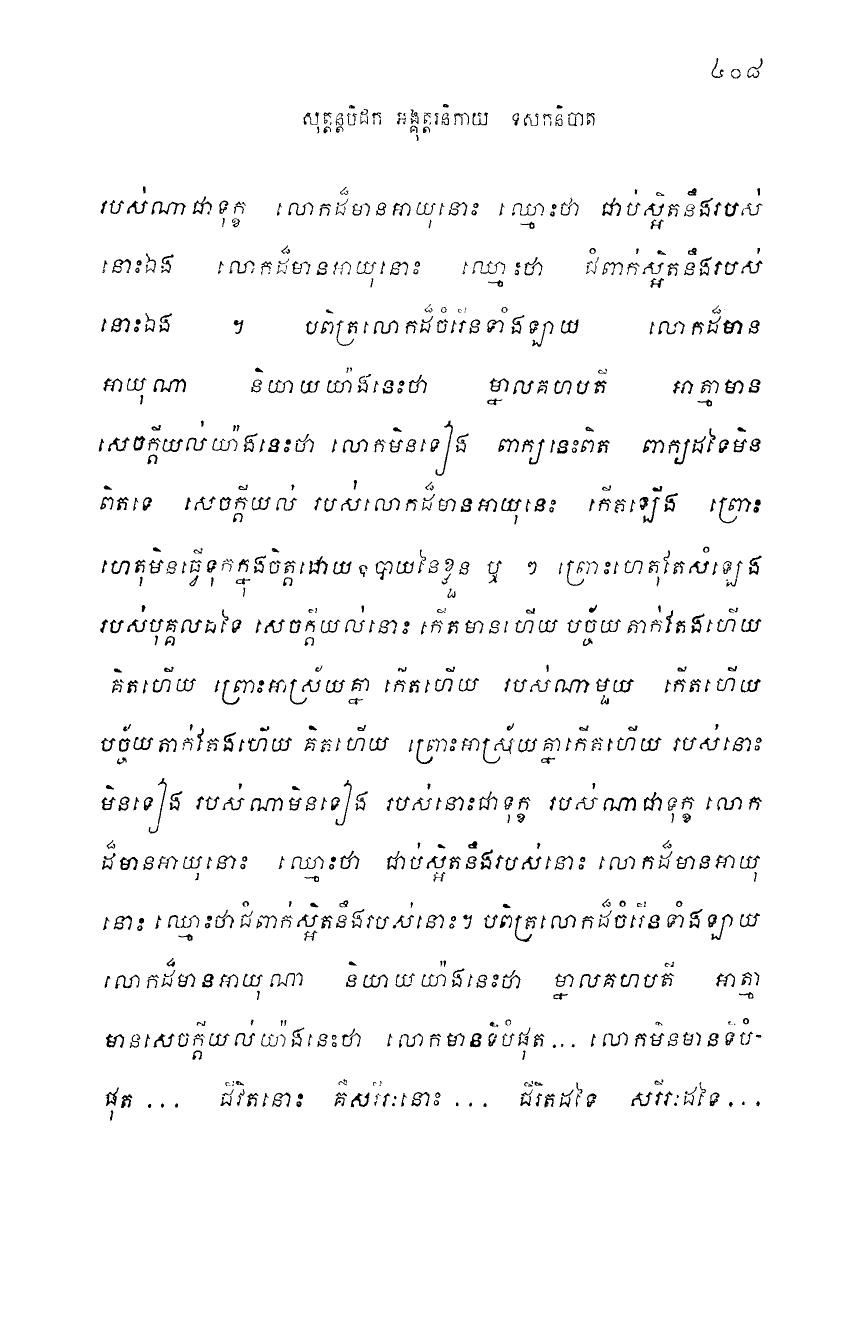 ៤០៨
សុត្តន្តបិដក អង្គុត្តរនិកាយ ទសកនិបាត
របស់ណាជាទុក្ខ លោកដ៏មានអាយុនោះ ឈ្មោះថា ជាប់ស្អិតនឹងរបស់
នោះឯង លោកដ៏មានអាយុនោះ ឈ្មោះថា ជំពាក់ស្អិតនឹងរបស់
នោះឯង ។ បពិត្រលោកដ៏ចំរើនទាំងឡាយ លោកដ៏មាន
អាយុណា និយាយយ៉ាងនេះថា ម្នាលគហបតី អាត្មាមាន
សេចក្តីយល់យ៉ាងនេះថា លោកមិនទៀង ពាក្យនេះពិត ពាក្យដទៃមិន
ពិតទេ សេចក្តីយល់ របស់លោកដ៏មានអាយុនេះ កើតឡើង ព្រោះ
ហេតុមិនធ្វើទុកក្នុងចិត្តដោយឧបាយនៃខ្លួន ឬ ៗ ព្រោះហេតុតែសំឡេង
របស់បុគ្គលដទៃ សេចក្តីយល់នោះ កើតមានហើយ បច្ច័យតាក់តែងហើយ
គិតហើយ ព្រោះអាស្រ័យគ្នា កើតហើយ របស់ណាមួយ កើតហើយ
បច្ច័យតាក់តែងហើយ គិតហើយ ព្រោះអាស្រ័យគ្នាកើតហើយ របស់នោះ
មិនទៀង របស់ណាមិនទៀង របស់នោះជាទុក្ខ របស់ណាជាទុក្ខ លោក
ដ៏មានអាយុនោះ ឈ្មោះថា ជាប់ស្អិតនឹងរបស់នោះ លោកដ៏មានអាយុ
នោះ ឈ្មោះថាជំពាក់ស្អិតនឹងរបស់នោះ។ បពិត្រលោកដ៏ចំរើនទាំងឡាយ
លោកដ៏មានអាយុណា និយាយយ៉ាងនេះថា ម្នាលគហបតី អាត្មា
មានសេចក្តីយល់យ៉ាងនេះថា លោកមានទីបំផុត ... លោកមិនមានទីបំ-
ផុត ... ជីវិតនោះ គឺសរីរៈនោះ ... ជីវិតដទៃ សរីរៈដទៃ ...